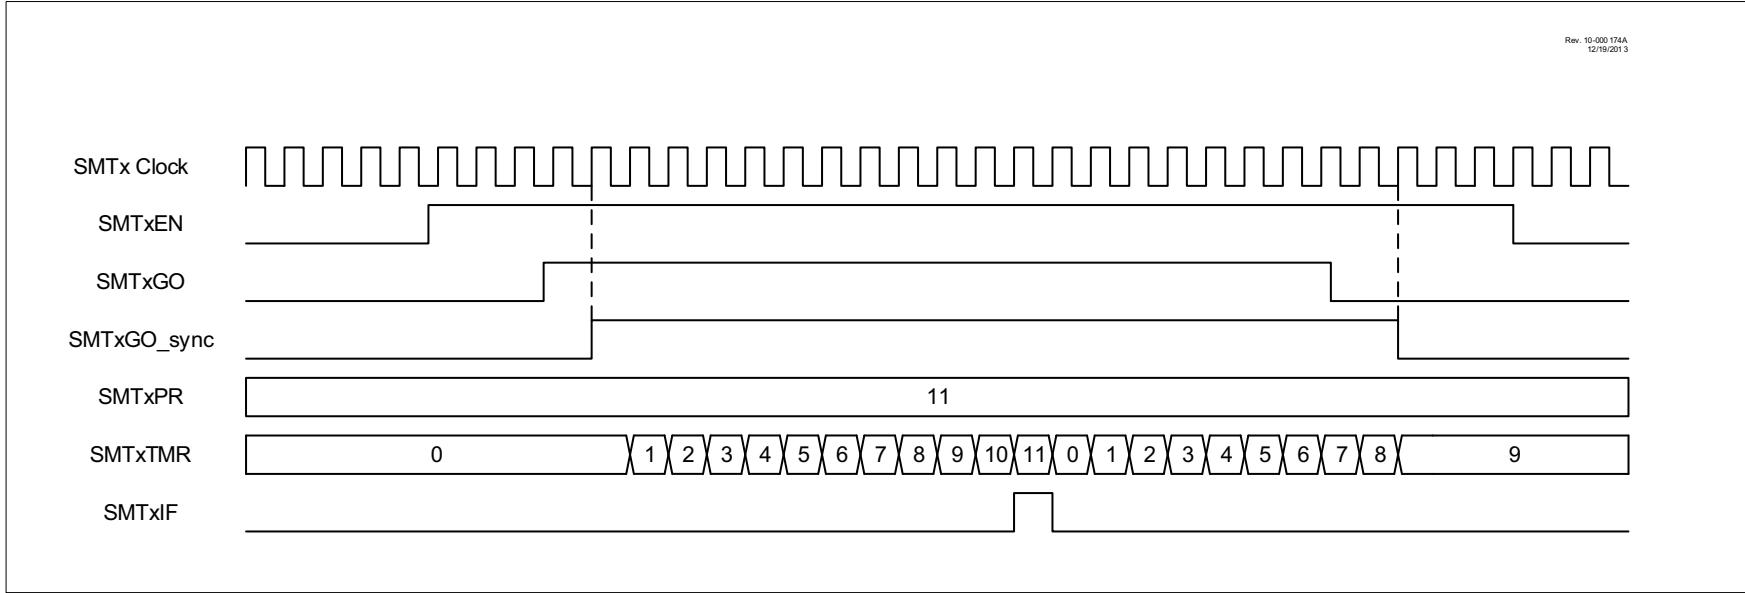 Rev. 10-000 174A
12/19/201 3
SMTx Clock
SMTxEN
SMTxGO
SMTxGO_sync
SMTxPR
11
SMTxTMR
0 1 2 3 4 5 6 7 8 9 10 11 0 1 2 3 4 5 6 7 8 9
SMTxIF